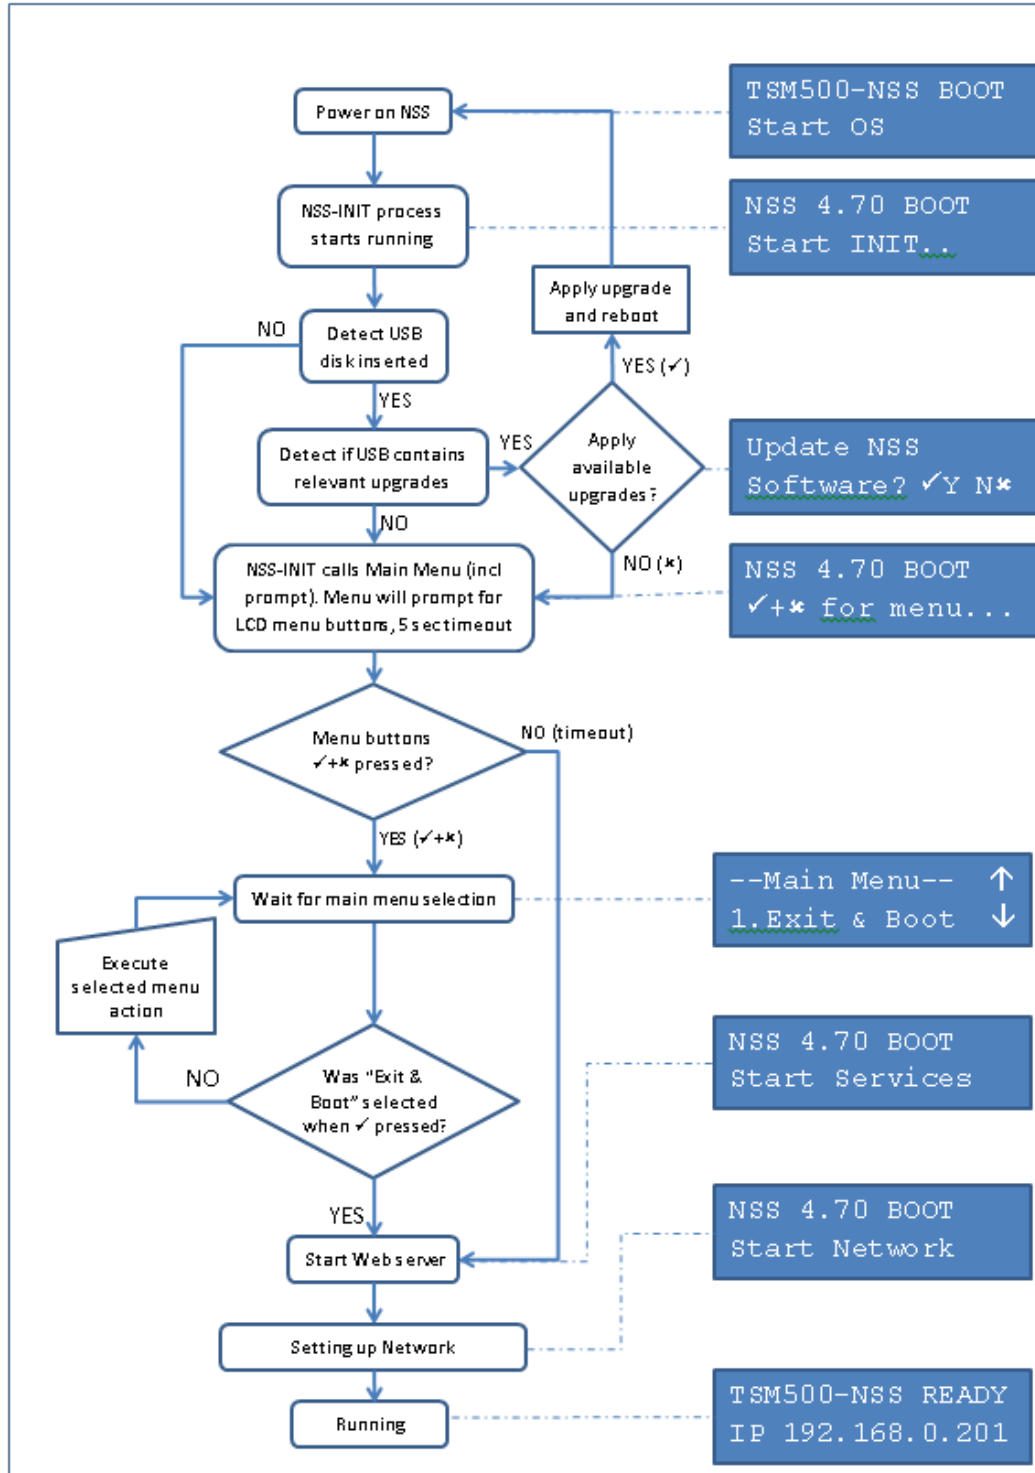 Power on NSS
TSM500-NSS BOOT
Start OS
NSS-INIT process
starts running
NSS 4.70 BOOT
Start INIT..
Apply upgrade
and reboot
NO
Detect USB
disk inserted
YES (✓)
YES
Detect if USB contains
relevant upgrades
YES
Apply
available
upgrades?
Update NSS
Software? ✓Y N✖
NO
NO (✖)
NSS-INIT calls Main Menu (incl
prompt). Menu will prompt for
LCD menu buttons, 5 sec timeout
NSS 4.70 BOOT
✓+✖ for menu...
Menu buttons
✓+✖ pressed?
NO (timeout)
YES (✓+✖)
Wait for main menu selection
--Main Menu-- ↑
1.Exit & Boot ↓
Execute
selected menu
action
NO
Was "Exit &
Boot" selected
when ✓ pressed?
NSS 4.70 BOOT
Start Services
YES
Start Web server
NSS 4.70 BOOT
Start Network
Setting up Network
Running
TSM500-NSS READY
IP 192.168.0.201